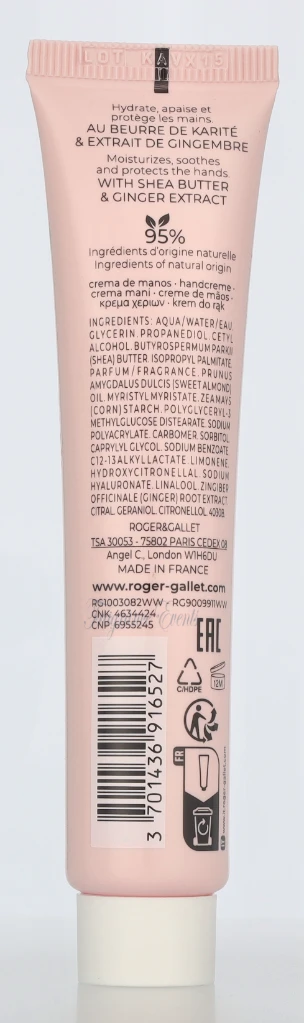 LOT KAVX15
Hydrate, apaise et
protège les mains.
AU BEURRE DE KARITÉ
& EXTRAIT DE GINGEMBRE
Moisturizes, soothes
and protects the hands.
WITH SHEA BUTTER
& GINGER EXTRACT
95%
Ingrédients d'origine naturelle
Ingredients of natural origin
crema de manos • handcreme •
crema mani • creme de mãos •
κρεμα χεριων • krem do rąk
INGREDIENTS: AQUA/WATER/EAU,
GLYCERIN, PROPANEDIOL, CETYL
ALCOHOL, BUTYROSPERMUM PARKII
(SHEA) BUTTER, ISOPROPYL PALMITATE,
PARFUM/FRAGRANCE, PRUNUS
AMYGDALUS DULCIS (SWEET ALMOND)
OIL, MYRISTYL MYRISTATE, ZEA MAYS
(CORN) STARCH, POLYGLYCERYL-3
METHYLGLUCOSE DISTEARATE, SODIUM
POLYACRYLATE, CARBOMER, SORBITOL,
CAPRYLYL GLYCOL, SODIUM BENZOATE,
C12-13 ALKYL LACTATE, LIMONENE,
HYDROXYCITRONELLAL, SODIUM
HYALURONATE, LINALOOL, ZINGIBER
OFFICINALE (GINGER) ROOT EXTRACT,
CITRAL, GERANIOL, CITRONELLOL. 4030B.
ROGER&GALLET
TSA 30053 - 75802 PARIS CEDEX 08
Angel C., London W1H6DU
MADE IN FRANCE
www.roger-gallet.com
RG1003082WW - RG9009911WW
CNK 4634424
CNP 6955245
EAC
C/HDPE
12M
FR
3 701436 916527